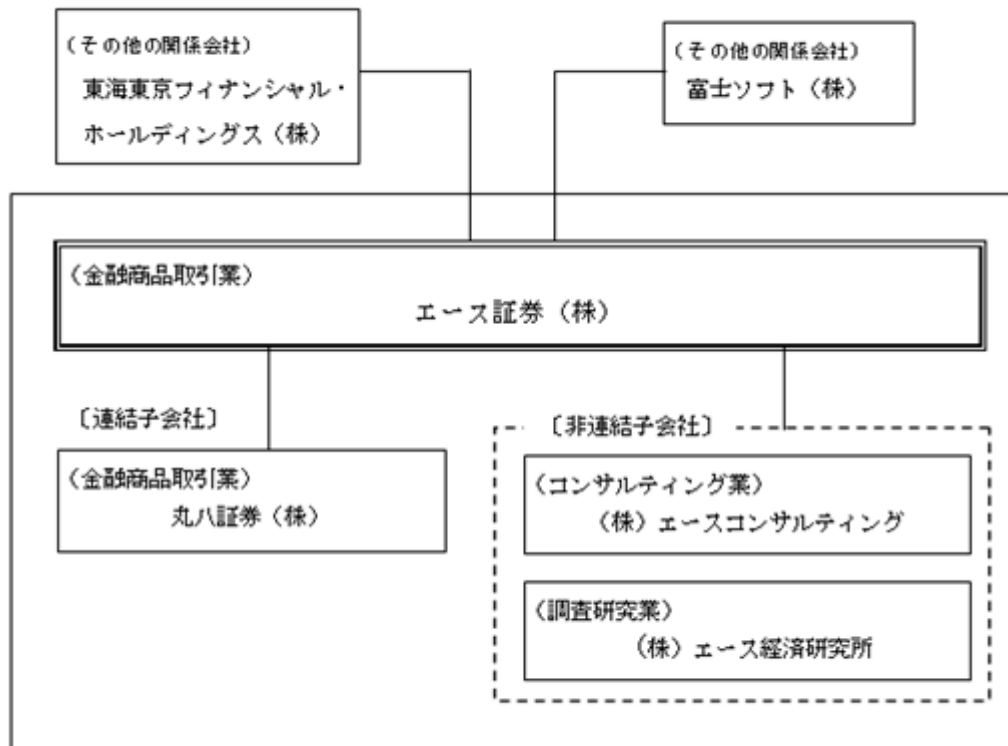 (その他の関係会社)
東海東京フィナンシャル・
ホールディングス(株)
(その他の関係会社)
富士ソフト(株)
(金融商品取引業)
エース証券(株)
〔連結子会社〕
(金融商品取引業)
丸八証券(株)
〔非連結子会社〕
(コンサルティング業)
(株)エースコンサルティング
(調査研究業)
(株)エース経済研究所